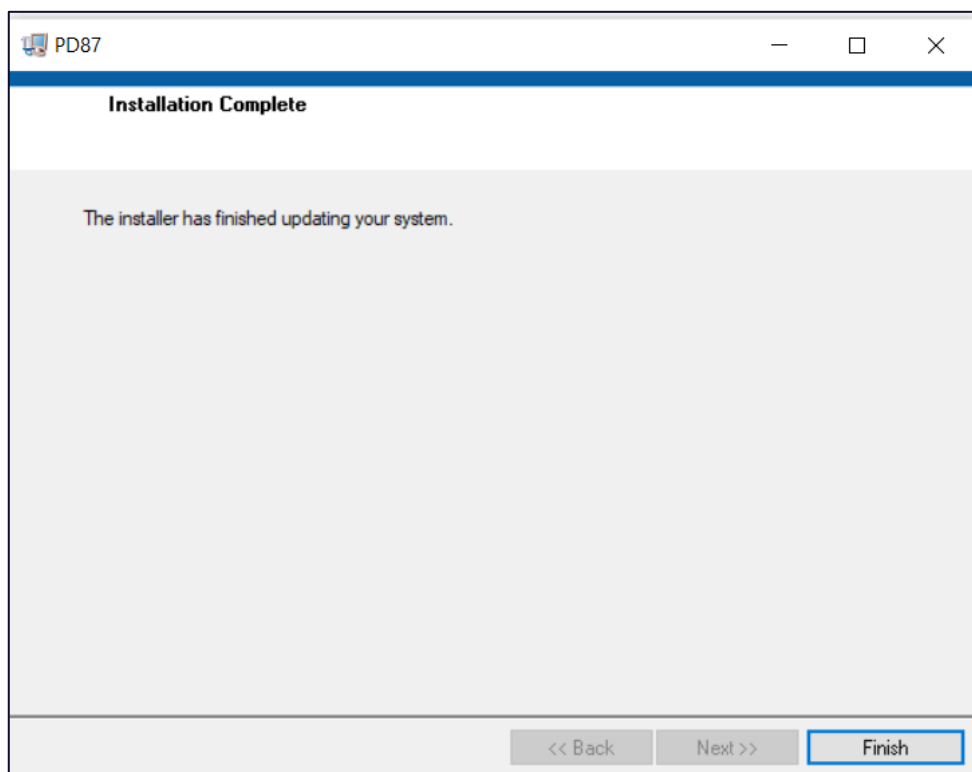 PD87
Installation Complete
The installer has finished updating your system.
<< Back Next >> Finish